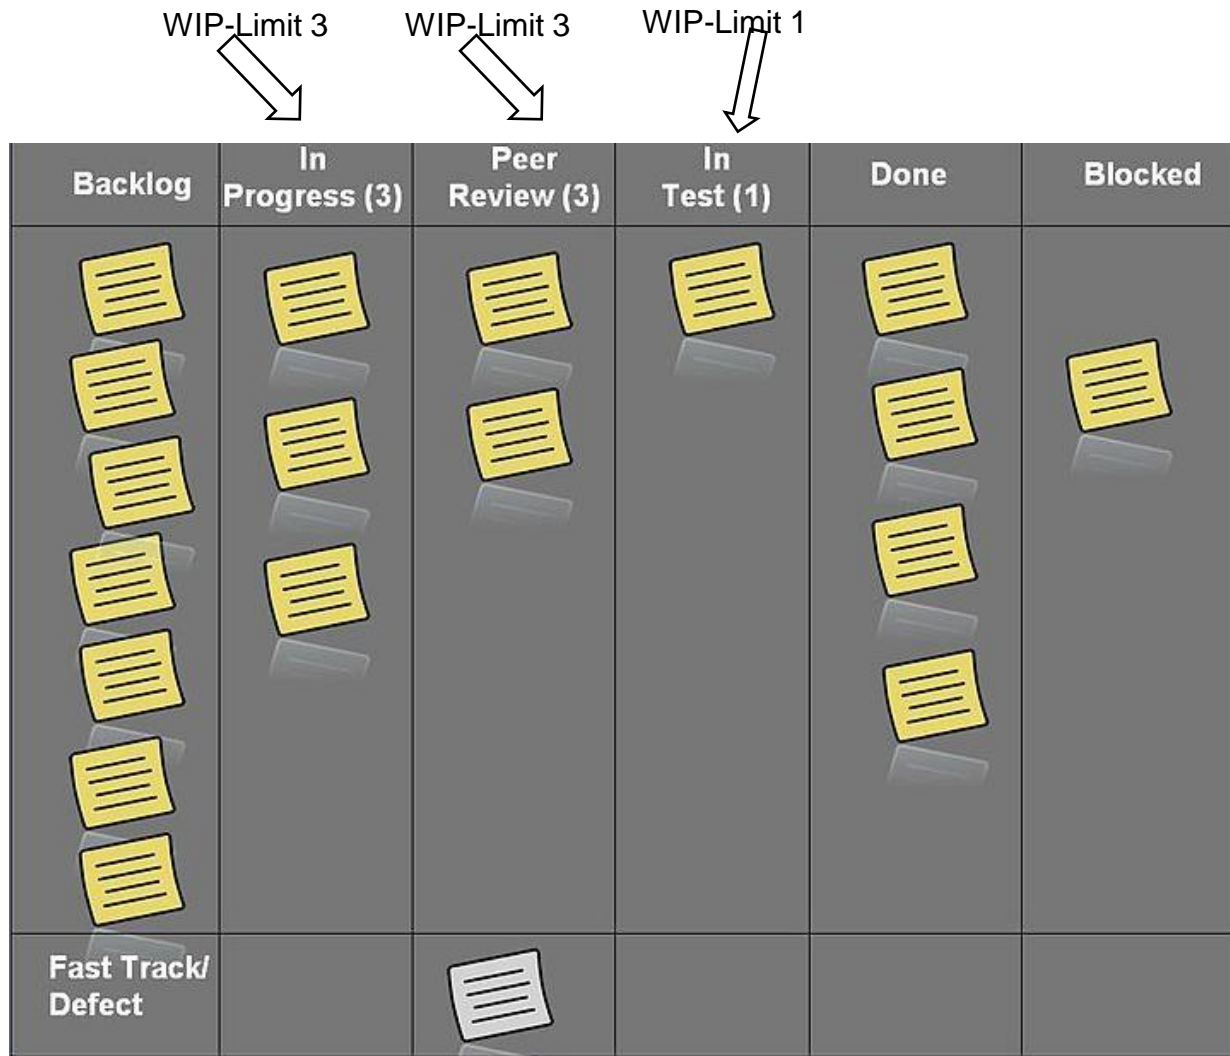 WIP-Limit 3
WIP-Limit 3
WIP-Limit 1
Backlog
In
Progress (3)
Peer
Review (3)
In
Test (1)
Done
Blocked
Fast Track/
Defect